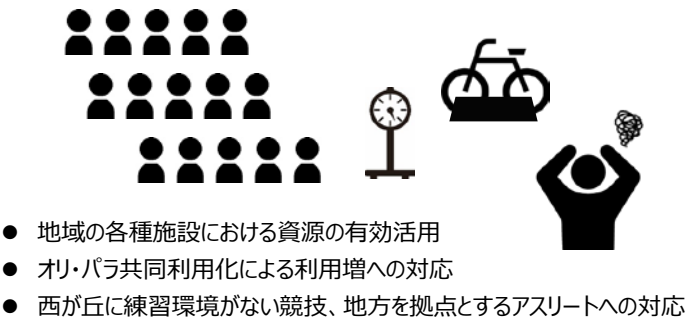 ● 地域の各種施設における資源の有効活用
● オリ・パラ共同利用化による利用増への対応
● 西が丘に練習環境がない競技、地方を拠点とするアスリートへの対応